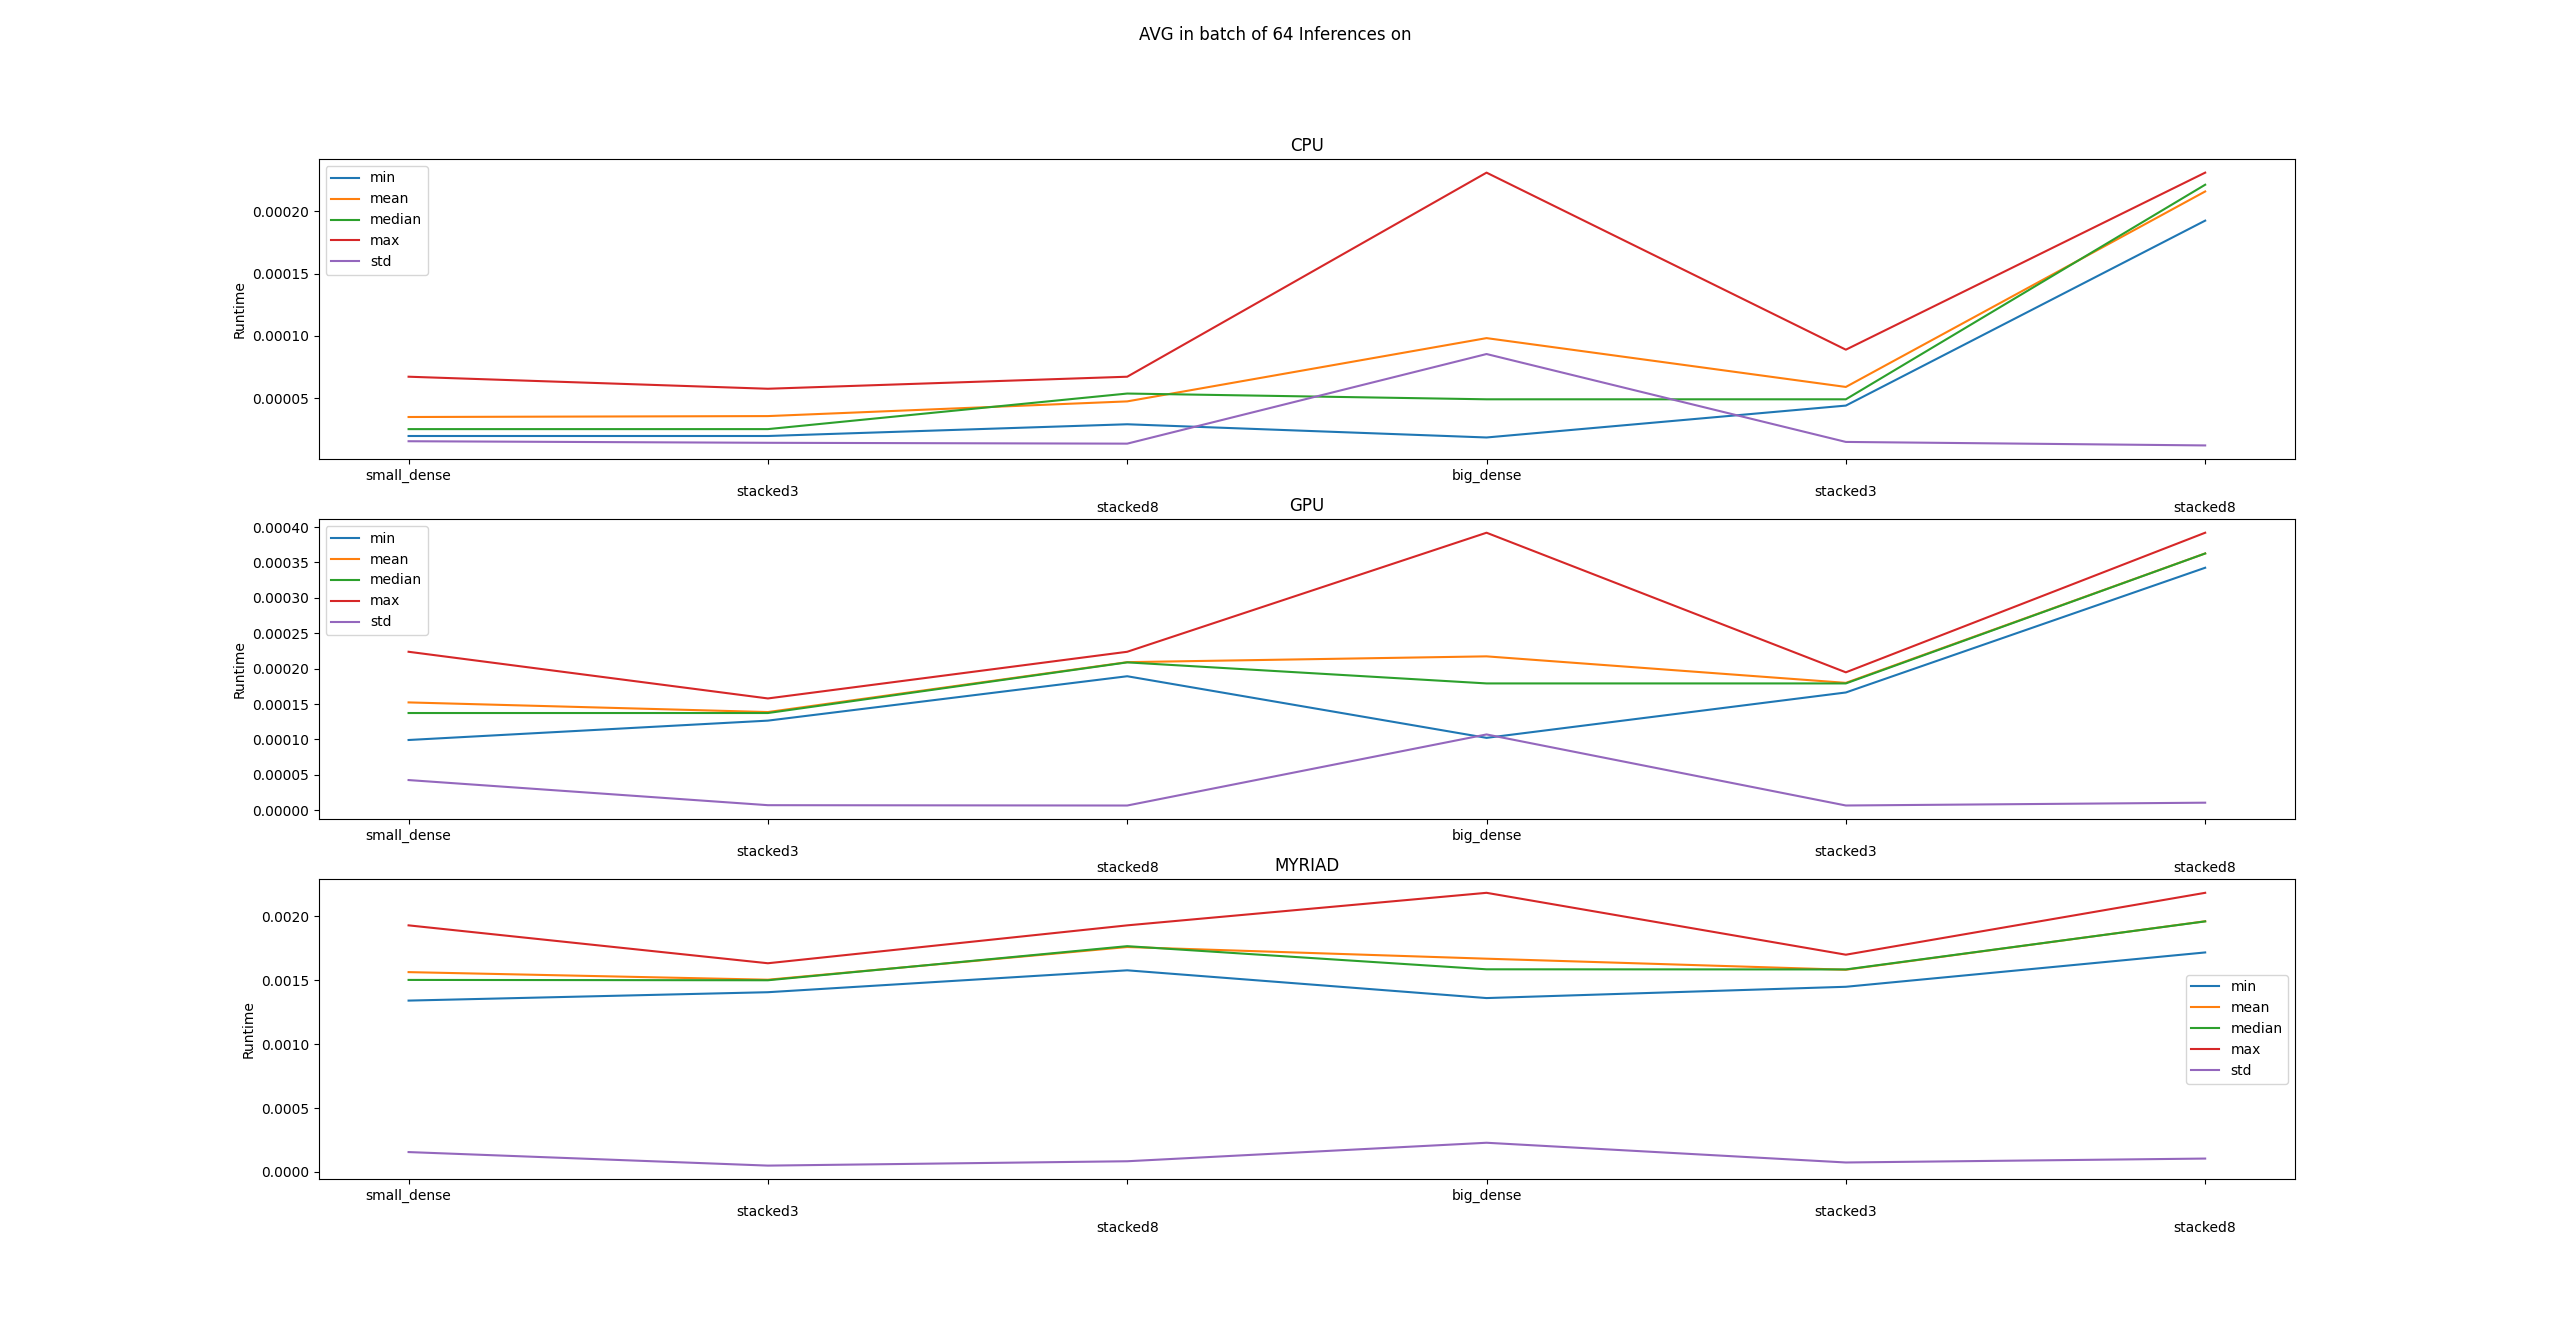 AVG in batch of 64 Inferences on
CPU
min
mean
median
max
std
Runtime
0.00020
0.00015
0.00010
0.00005
small_dense
stacked3
stacked8
big_dense
stacked3
stacked8
GPU
min
mean
median
max
std
Runtime
0.00040
0.00035
0.00030
0.00025
0.00020
0.00015
0.00010
0.00005
0.00000
small_dense
stacked3
stacked8
big_dense
stacked3
stacked8
MYRIAD
Runtime
0.0020
0.0015
0.0010
0.0005
0.0000
min
mean
median
max
std
small_dense
stacked3
stacked8
big_dense
stacked3
stacked8